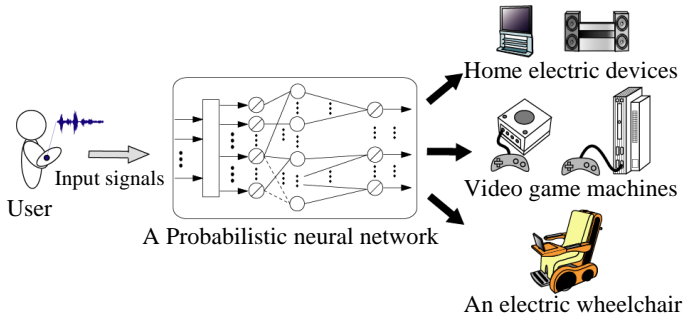 Home electric devices
Input signals
User
A Probabilistic neural network
Video game machines
An electric wheelchair